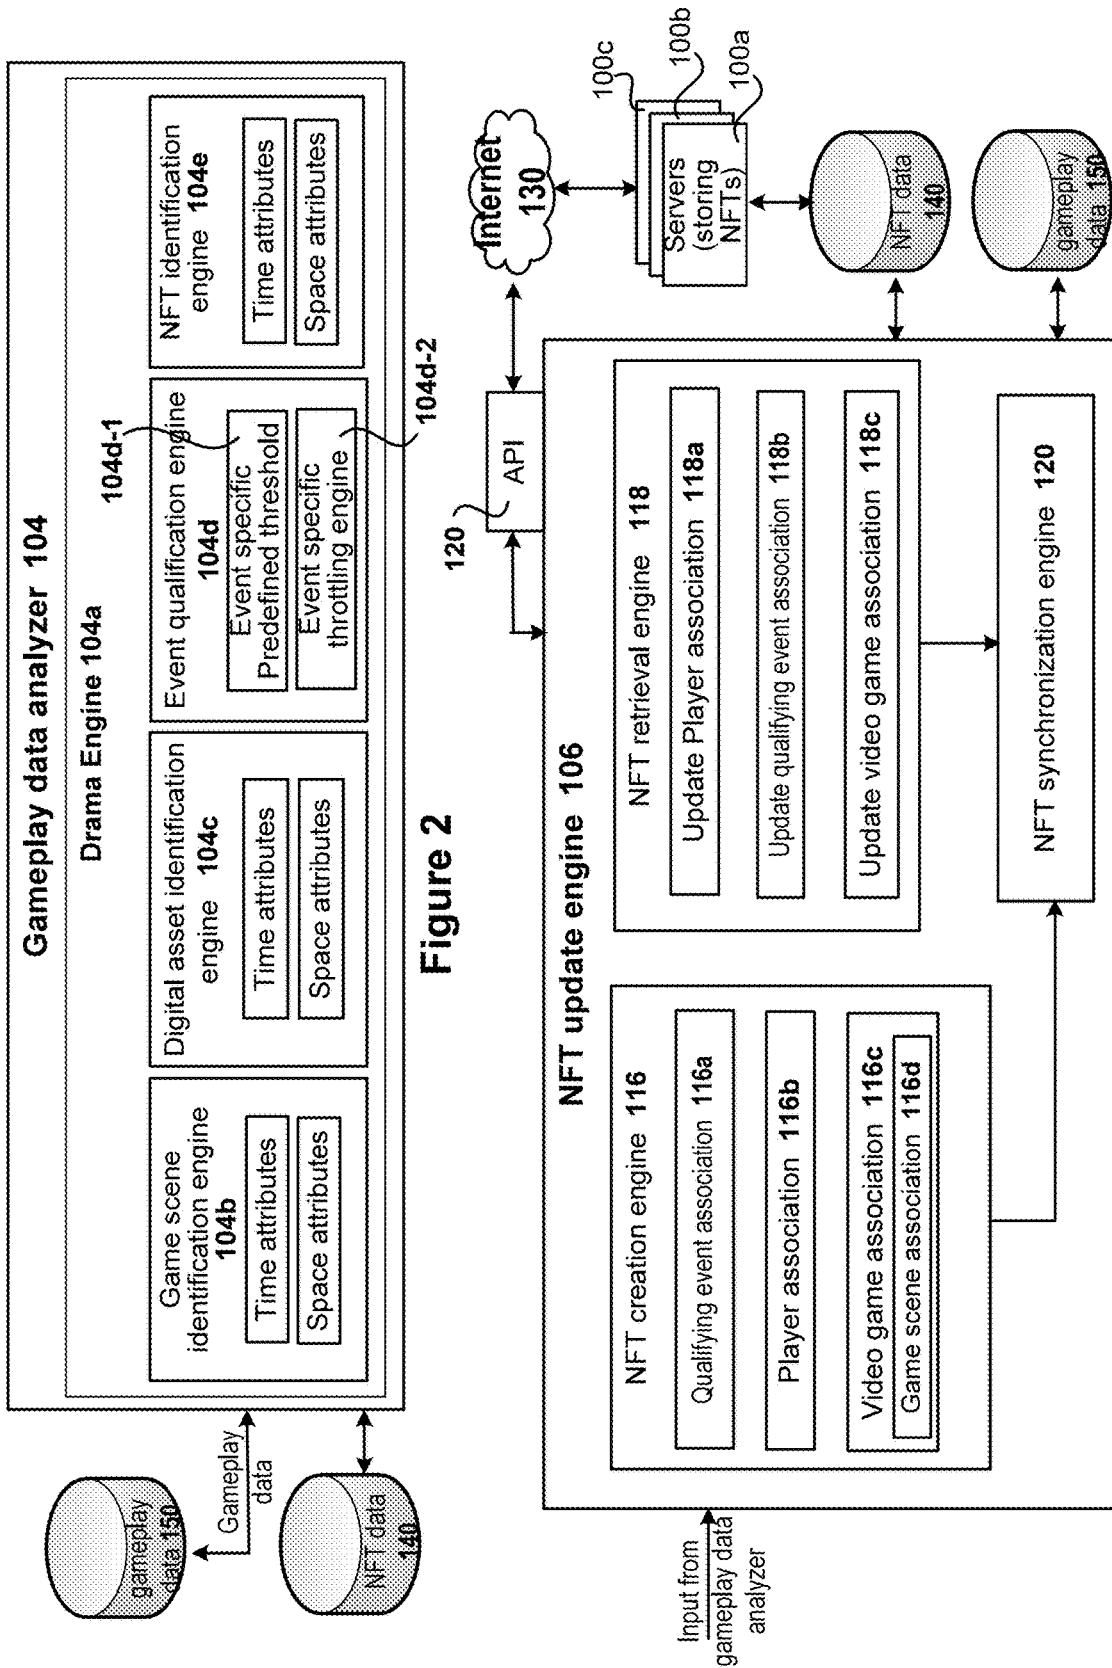 Gameplay data analyzer 104
Drama Engine 104a
gameplay
data 150
Gameplay
data
NFT data
140
Game scene
identification engine
104b
Time attributes
Space attributes
Digital asset identification
engine 104c
Time attributes
Space attributes
104d-1
Event qualification engine
104d
Event specific
Predefined threshold
Event specific
throttling engine
104d-2
NFT identification
engine 104e
Time attributes
Space attributes
Figure 2
NFT update engine 106
Input from
gameplay data
analyzer
NFT creation engine 116
Qualifying event association 116a
Player association 116b
Video game association 116c
Game scene association 116d
NFT retrieval engine 118
Update Player association 118a
Update qualifying event association 118b
Update video game association 118c
NFT synchronization engine 120
120
API
Internet
130
Servers
(storing
NFTs)
100c
100b
100a
NFT data
140
gameplay
data 150